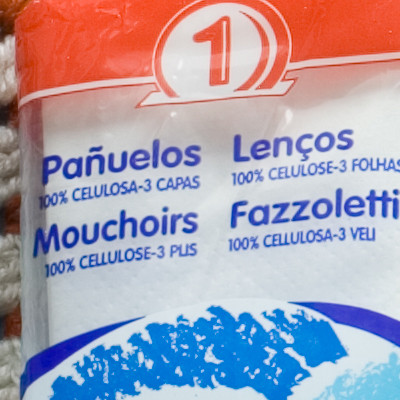 1
Pañuelos
100% CELULOSA-3 CAPAS
Lenços
100% CELULOSE-3 FOLHAS
Mouchoirs
100% CELLULOSE-3 PLIS
Fazzoletti
100% CELLULOSA-3 VELI